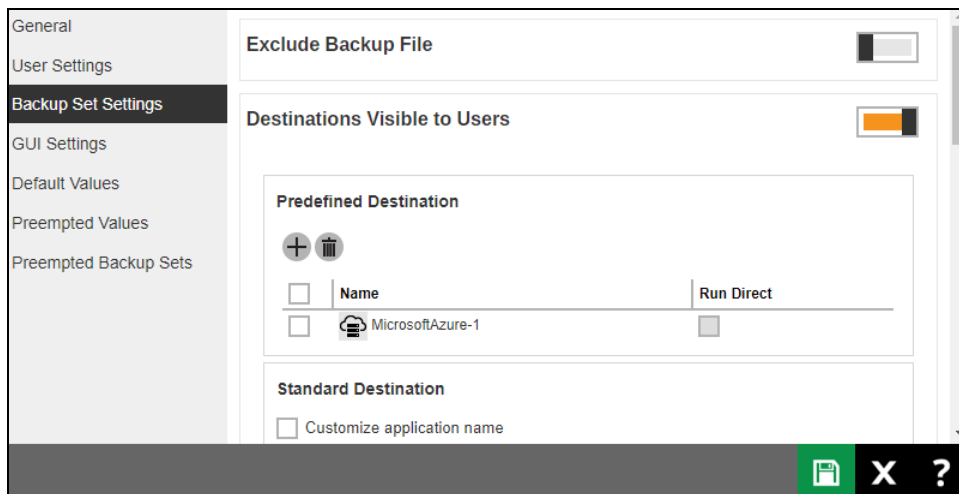 General
User Settings
Backup Set Settings
GUI Settings
Default Values
Preempted Values
Preempted Backup Sets
Exclude Backup File
Destinations Visible to Users
Predefined Destination
Name Run Direct
MicrosoftAzure-1
Standard Destination
Customize application name
X ?